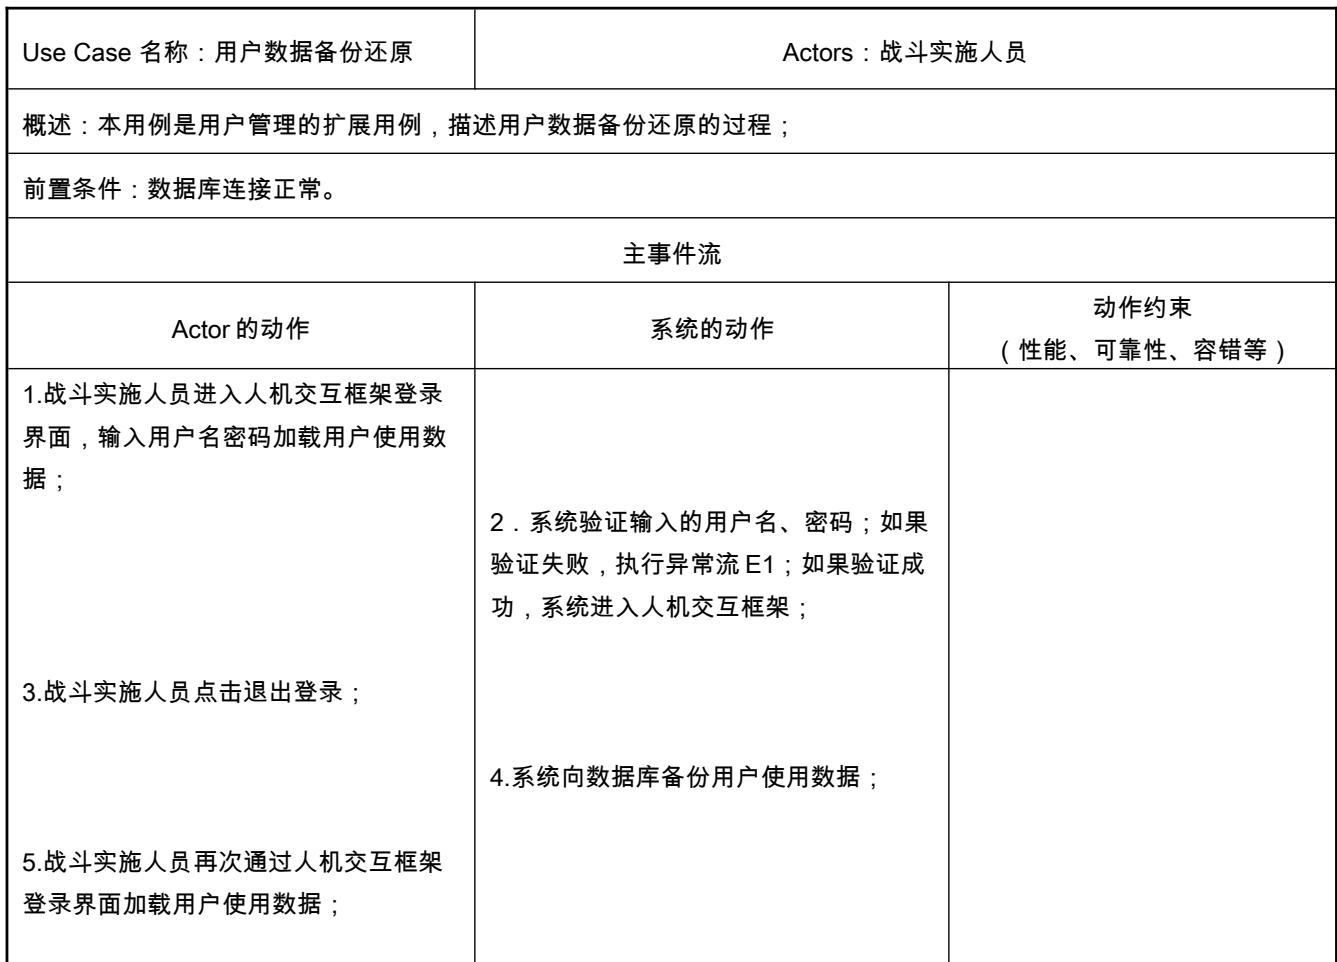 Use Case 名称：用户数据备份还原
Actors：战斗实施人员
概述：本用例是用户管理的扩展用例，描述用户数据备份还原的过程；
前置条件：数据库连接正常。
主事件流
Actor 的动作
系统的动作
动作约束
（性能、可靠性、容错等）
1.战斗实施人员进入人机交互框架登录
界面，输入用户名密码加载用户使用数
据；
2．系统验证输入的用户名、密码；如果
验证失败，执行异常流 E1；如果验证成
功，系统进入人机交互框架；
3.战斗实施人员点击退出登录；
4.系统向数据库备份用户使用数据；
5.战斗实施人员再次通过人机交互框架
登录界面加载用户使用数据；